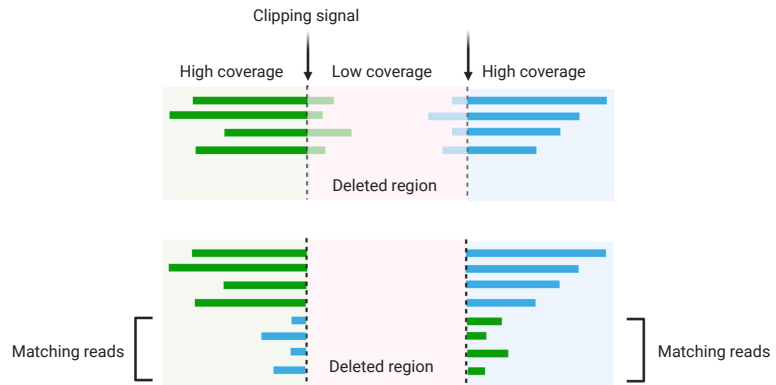 Clipping signal
High coverage
Low coverage
High coverage
Deleted region
Matching reads
Deleted region
Matching reads